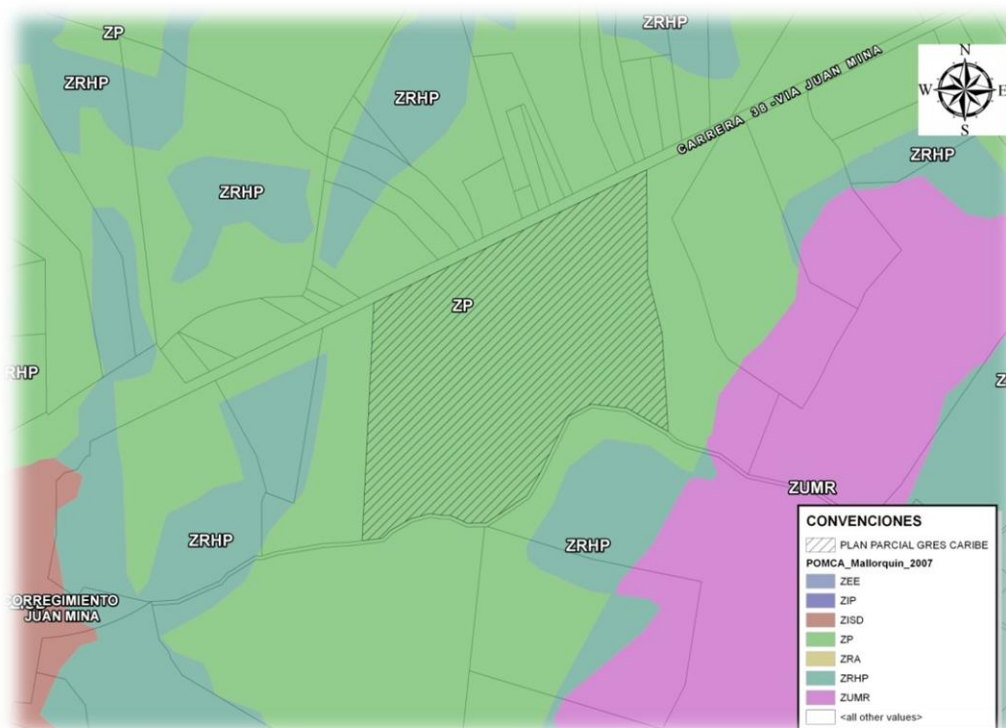 ZP
ZRHP
ZRHP
ZRHP
ZRHP
CARRERA 38 -VIA JUAN MINA
N
W
E
S
ZRHP
ZP
RHP
Z
ZUMR
ZRHP
ZRHP
CORREGIMIENTO
JUAN MINA
CONVENCIONES
PLAN PARCIAL GRES CARIBE
POMCA_Mallorquin_2007
ZEE
ZIP
ZISD
ZP
ZRA
ZRHP
ZUMR
<all other values>